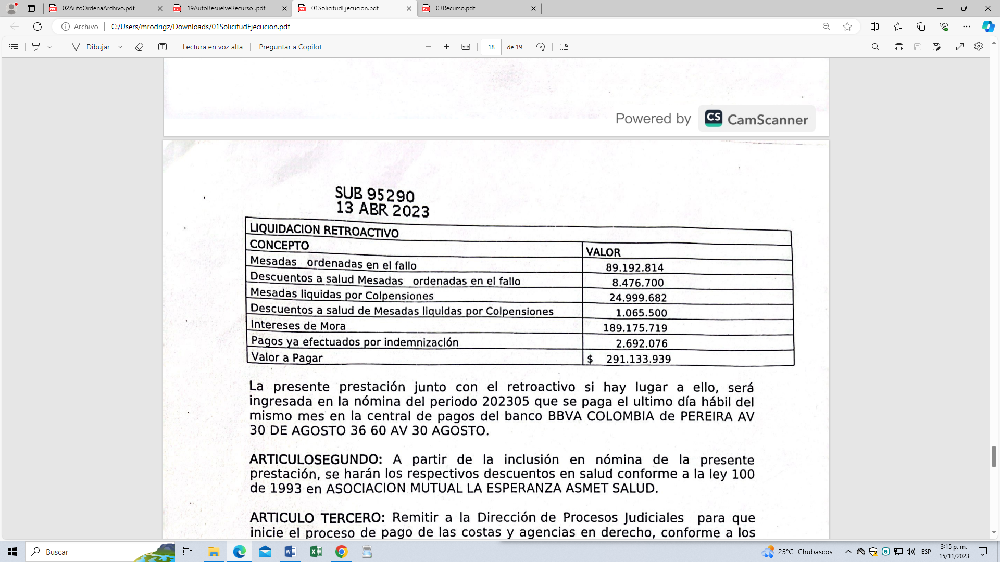 02AutoOrdenaArchivo.pdf
19AutoResuelveRecurso .pdf
01SolicitudEjecucion.pdf
03Recurso.pdf
Archivo
C:/Users/mrodrigz/Downloads/01SolicitudEjecucion.pdf
Dibujar
Lectura en voz alta
Preguntar a Copilot
18 de 19
Powered by CS CamScanner
SUB 95290
13 ABR 2023
LIQUIDACION RETROACTIVO
CONCEPTO VALOR
Mesadas ordenadas en el fallo 89.192.814
Descuentos a salud Mesadas ordenadas en el fallo 8.476.700
Mesadas liquidas por Colpensiones 24.999.682
Descuentos a salud de Mesadas liquidas por Colpensiones 1.065.500
Intereses de Mora 189.175.719
Pagos ya efectuados por indemnización 2.692.076
Valor a Pagar $ 291.133.939
La presente prestación junto con el retroactivo si hay lugar a ello, será
ingresada en la nómina del periodo 202305 que se paga el ultimo día hábil del
mismo mes en la central de pagos del banco BBVA COLOMBIA de PEREIRA AV
30 DE AGOSTO 36 60 AV 30 AGOSTO.
ARTICULOSEGUNDO: A partir de la inclusión en nómina de la presente
prestación, se harán los respectivos descuentos en salud conforme a la ley 100
de 1993 en ASOCIACION MUTUAL LA ESPERANZA ASMET SALUD.
ARTICULO TERCERO: Remitir a la Dirección de Procesos Judiciales para que
inicie el proceso de pago de las costas y agencias en derecho, conforme a los
Buscar
25°C Chubascos
ESP
3:15 p. m.
15/11/2023